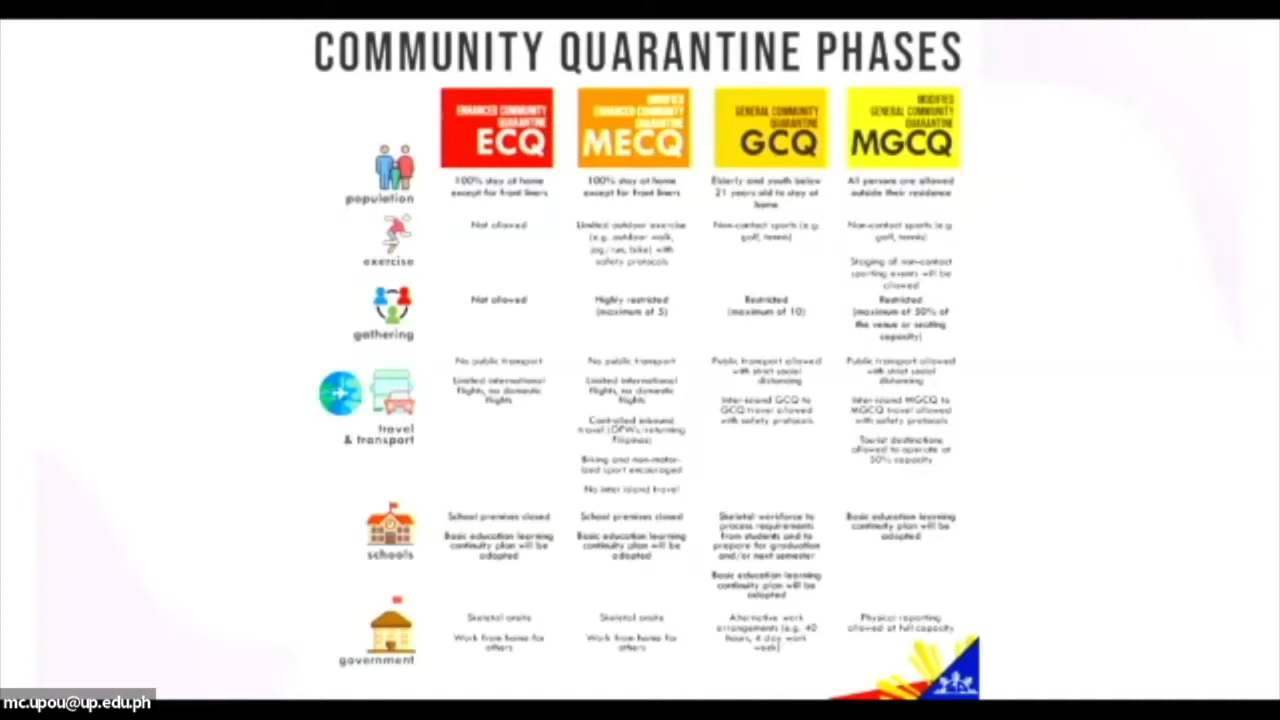 COMMUNITY QUARANTINE PHASES
ENHANCED COMMUNITY
QUARANTINE
ECQ
MODIFIED
ENHANCED COMMUNITY
QUARANTINE
MECQ
GENERAL COMMUNITY
QUARANTINE
GCQ
MODIFIED
GENERAL COMMUNITY
QUARANTINE
MGCQ
population
100% stay at home
except for front liners
100% stay at home
except for front liners
Elderly and youth below
21 years old to stay at
home
All persons are allowed
outside their residence
exercise
Not allowed
Limited outdoor exercise
(e.g. outdoor walk,
jog/run, bike) with
safety protocols
Non-contact sports (e.g.
golf, tennis)
Non-contact sports (e.g.
golf, tennis)
Staging of non-contact
sporting events will be
allowed
gathering
Not allowed
Highly restricted
(maximum of 5)
Restricted
(maximum of 10)
Restricted
(maximum of 50% of
the venue or seating
capacity)
travel
& transport
No public transport
Limited international
flights, no domestic
flights
No public transport
Limited international
flights, no domestic
flights
Controlled inbound
travel (OFWs/returning
Filipinos)
Biking and non-motor-
ized sport encouraged
No inter island travel
Public transport allowed
with strict social
distancing
Inter-island GCQ to
GCQ travel allowed
with safety protocols
Public transport allowed
with strict social
distancing
Inter-island MGCQ to
MGCQ travel allowed
with safety protocols
Tourist destinations
allowed to operate at
50% capacity
schools
School premises closed
Basic education learning
continuity plan will be
adopted
School premises closed
Basic education learning
continuity plan will be
adopted
Skeletal workforce to
process requirements
from students and to
prepare for graduation
and/or next semester
Basic education learning
continuity plan will be
adopted
Basic education learning
continuity plan will be
adopted
government
Skeletal onsite
Work from home for
others
Skeletal onsite
Work from home for
others
Alternative work
arrangements (e.g. 40
hours, 4 day work
week)
Physical reporting
allowed at full capacity
mc.upou@up.edu.ph